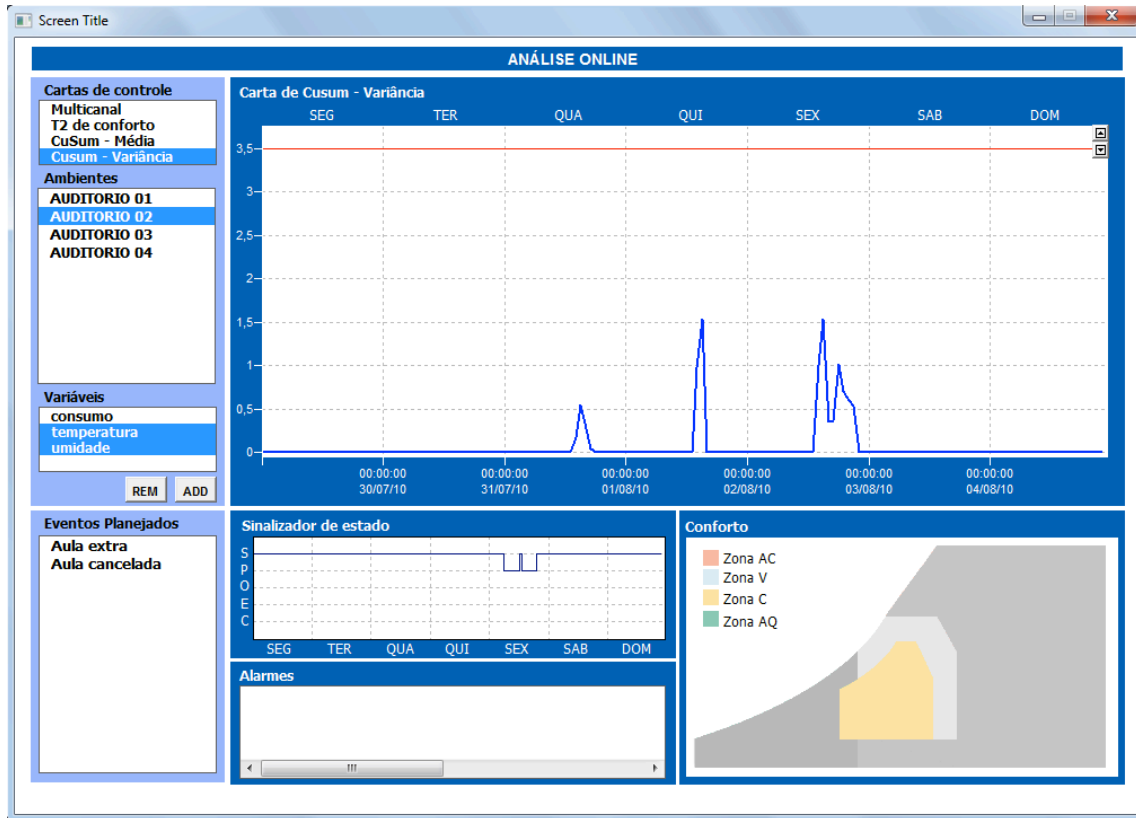 Screen Title
ANÁLISE ONLINE
Cartas de controle
Multicanal
T2 de conforto
CuSum - Média
Cusum - Variância
Ambientes
AUDITORIO 01
AUDITORIO 02
AUDITORIO 03
AUDITORIO 04
Variáveis
consumo
temperatura
umidade
REM ADD
Carta de Cusum - Variância
SEG TER QUA QUI SEX SAB DOM
3,5
3
2,5
2
1,5
1
0,5
0
00:00:00 00:00:00 00:00:00 00:00:00 00:00:00 00:00:00
30/07/10 31/07/10 01/08/10 02/08/10 03/08/10 04/08/10
Eventos Planejados
Aula extra
Aula cancelada
Sinalizador de estado
S
P
O
E
C
SEG TER QUA QUI SEX SAB DOM
Alarmes
Conforto
Zona AC
Zona V
Zona C
Zona AQ